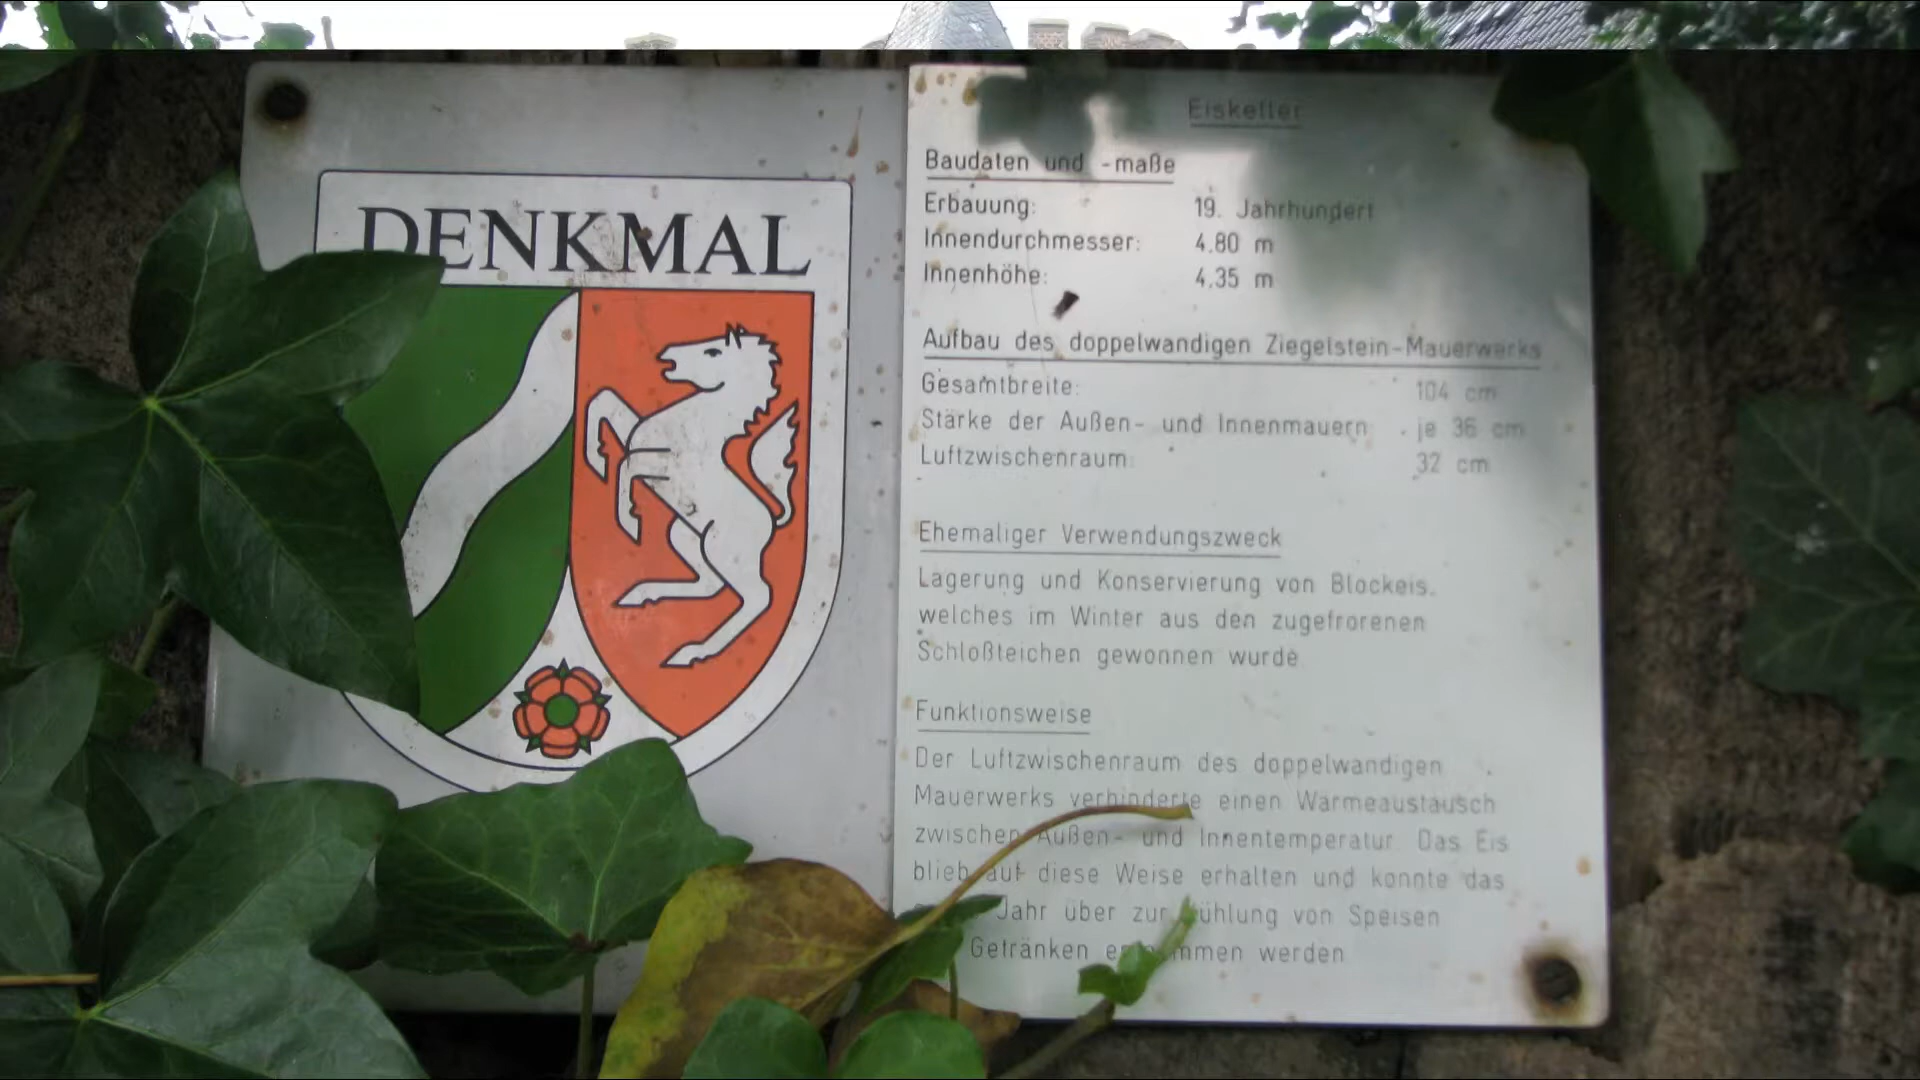 DENKMAL
Eiskeller
Baudaten und -maße
Erbauung: 19. Jahrhundert
Innendurchmesser: 4.80 m
Innenhöhe: 4.35 m
Aufbau des doppelwandigen Ziegelstein-Mauerwerks
Gesamtbreite: 104 cm
Stärke der Außen- und Innenmauern je 36 cm
Luftzwischenraum: 32 cm
Ehemaliger Verwendungszweck
Lagerung und Konservierung von Blockeis,
welches im Winter aus den zugefrorenen
Schloßteichen gewonnen wurde
Funktionsweise
Der Luftzwischenraum des doppelwandigen
Mauerwerks verhinderte einen Wärmeaustausch
zwischen Außen- und Innentemperatur. Das Eis
blieb auf diese Weise erhalten und konnte das
Jahr über zur Kühlung von Speisen
Getränken entnommen werden